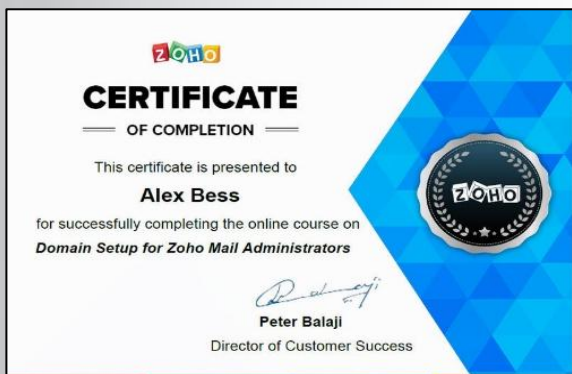 ZOHO
CERTIFICATE
OF COMPLETION
This certificate is presented to
Alex Bess
for successfully completing the online course on
Domain Setup for Zoho Mail Administrators
ZOHO
Peter Balaji
Director of Customer Success